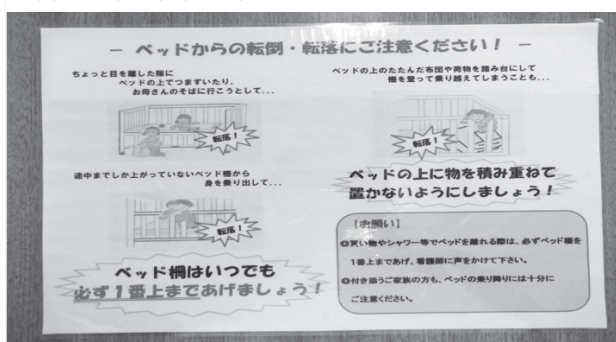 － ベッドからの転倒・転落にご注意ください！ －
ちょっと目を離した隙に
ベッドの上でつまずいたり、
お母さんのそばに行こうとして...
転落！
途中までしか上がっていないベッド柵から
身を乗り出して...
転落！
ベッド柵はいつでも
必ず１番上まであげましょう！
ベッドの上のたたんだ布団や荷物を踏み台にして
柵を登って乗り越えてしまうことも...
転落！
ベッドの上に物を積み重ねて
置かないようにしましょう！
【お願い】
◎買い物やシャワー等でベッドを離れる際は、必ずベッド柵を
１番上まであげ、看護師に声をかけて下さい。
◎付き添うご家族の方も、ベッドの乗り降りには十分に
ご注意ください。